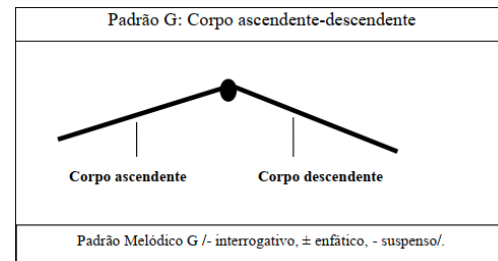 Padrão G: Corpo ascendente-descendente
Corpo ascendente Corpo descendente
Padrão Melódico G /- interrogativo, ± enfático, - suspenso/.